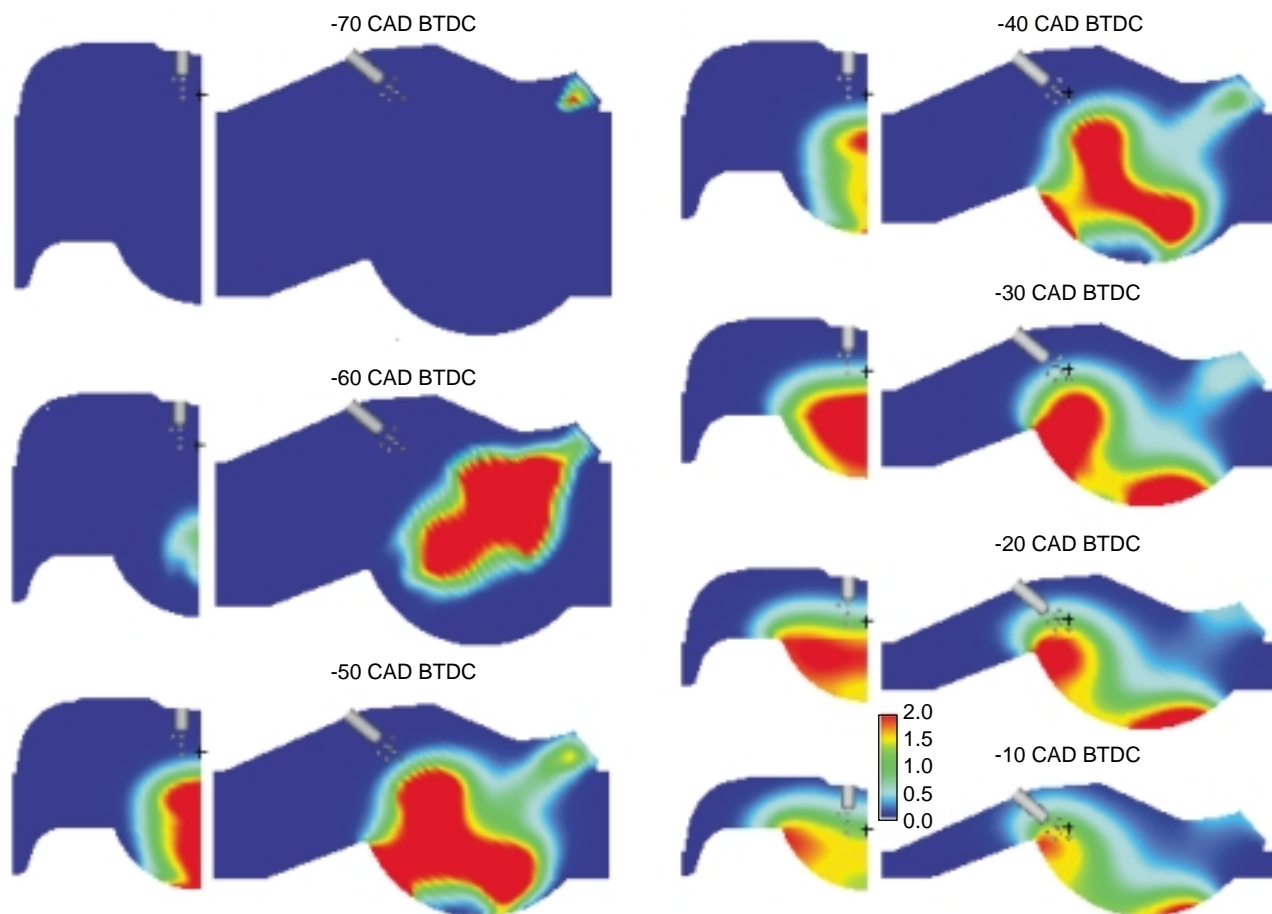 -70 CAD BTDC
-60 CAD BTDC
-50 CAD BTDC
-40 CAD BTDC
-30 CAD BTDC
-20 CAD BTDC
2.0
1.5
1.0
0.5
0.0
-10 CAD BTDC